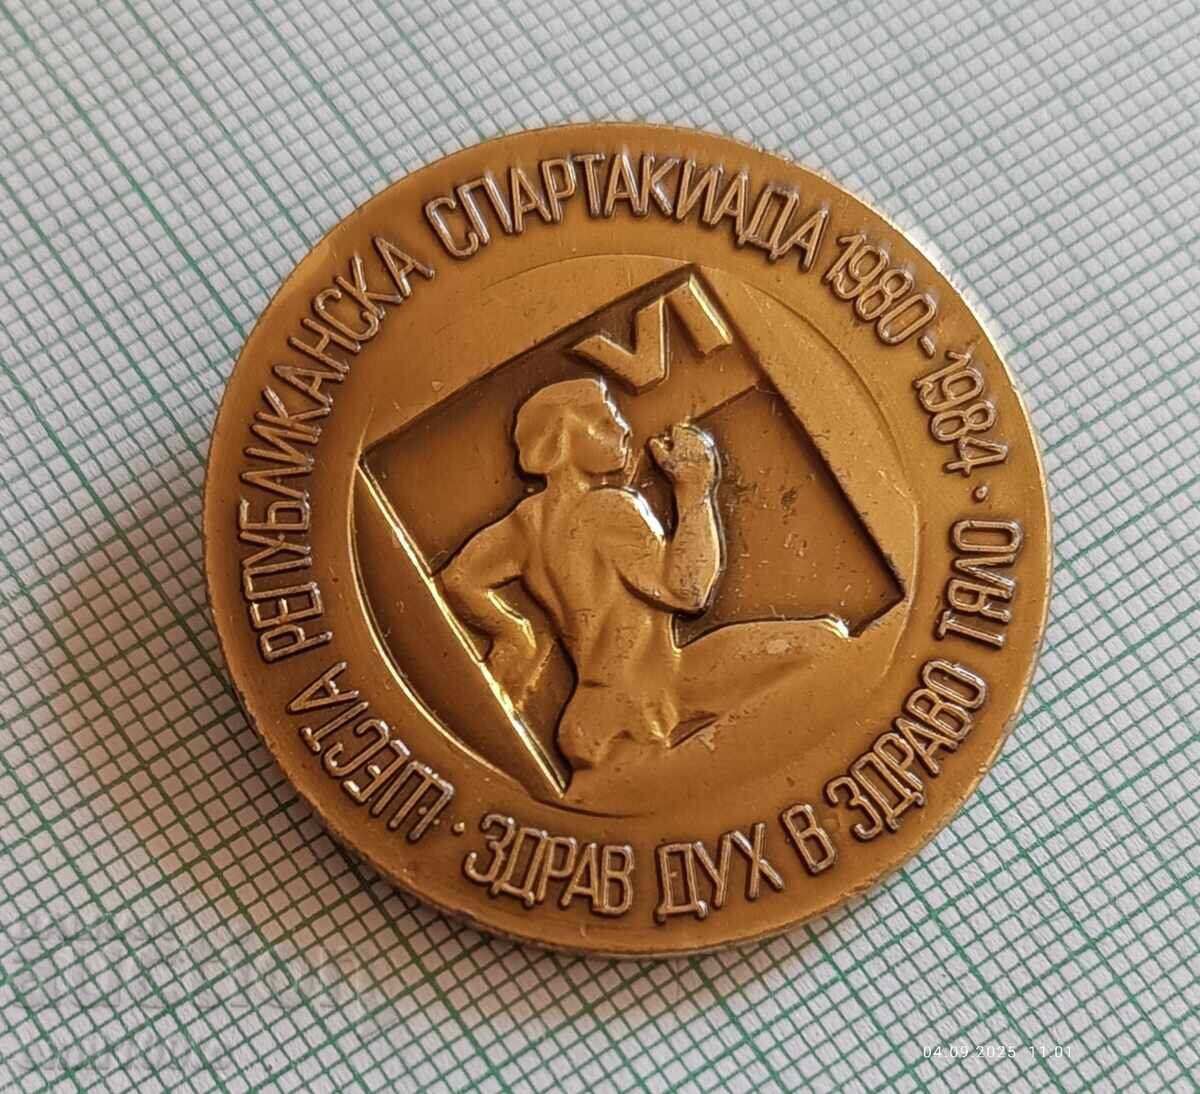 ШЕСТА РЕПУБЛИКАНСКА СПАРТАКИАДА 1980-1984 · ЗДРАВ ДУХ В ЗДРАВО ТЯЛО ·
VI
04.09.2025 11:01